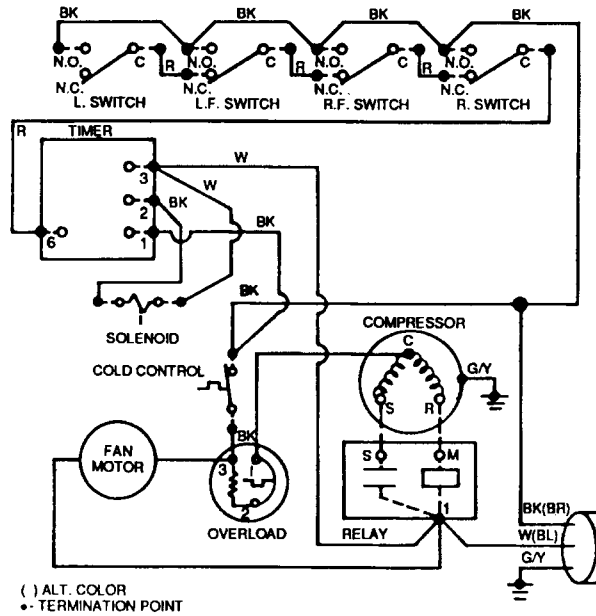 BK BK BK BK
N.O. C R N.O. C R N.O. C R N.O. C
N.C. N.C. N.C. N.C.
L. SWITCH L.F. SWITCH R.F. SWITCH R. SWITCH
R TIMER
W
3
W
BK
2
BK
6 1
BK
SOLENOID
COMPRESSOR
C
G/Y
COLD CONTROL
S R
BK
FAN
MOTOR
3
S M
2
1
BK(BR)
OVERLOAD RELAY W(BL)
G/Y
( ) ALT. COLOR
•- TERMINATION POINT